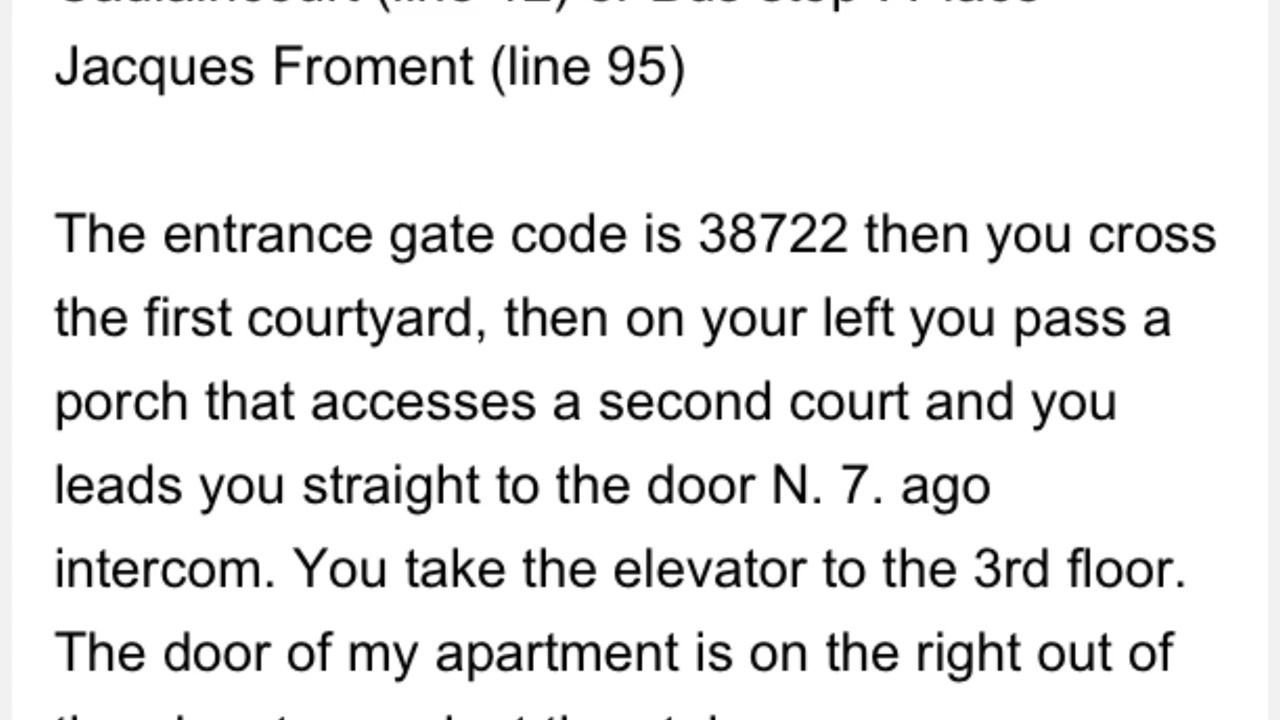 Jacques Froment (line 95)
The entrance gate code is 38722 then you cross
the first courtyard, then on your left you pass a
porch that accesses a second court and you
leads you straight to the door N. 7. ago
intercom. You take the elevator to the 3rd floor.
The door of my apartment is on the right out of